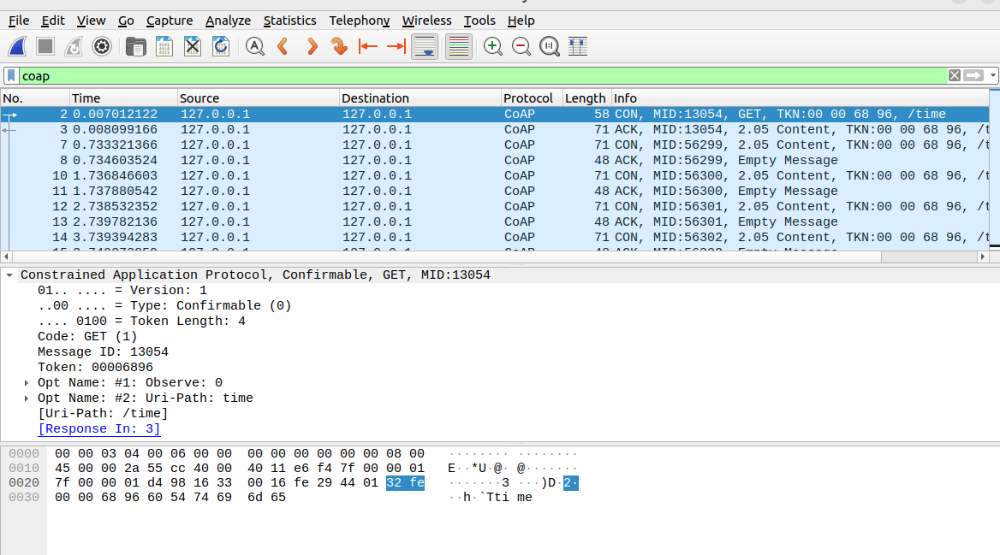 File Edit View Go Capture Analyze Statistics Telephony Wireless Tools Help
coap
No. Time Source Destination Protocol Length Info
2 0.007012122 127.0.0.1 127.0.0.1 CoAP 58 CON, MID:13054, GET, TKN:00 00 68 96, /time
3 0.008099166 127.0.0.1 127.0.0.1 CoAP 71 ACK, MID:13054, 2.05 Content, TKN:00 00 68 96, /t
7 0.733321366 127.0.0.1 127.0.0.1 CoAP 71 CON, MID:56299, 2.05 Content, TKN:00 00 68 96, /t
8 0.734603524 127.0.0.1 127.0.0.1 CoAP 48 ACK, MID:56299, Empty Message
10 1.736846603 127.0.0.1 127.0.0.1 CoAP 71 CON, MID:56300, 2.05 Content, TKN:00 00 68 96, /t
11 1.737880542 127.0.0.1 127.0.0.1 CoAP 48 ACK, MID:56300, Empty Message
12 2.738532352 127.0.0.1 127.0.0.1 CoAP 71 CON, MID:56301, 2.05 Content, TKN:00 00 68 96, /t
13 2.739782136 127.0.0.1 127.0.0.1 CoAP 48 ACK, MID:56301, Empty Message
14 3.739394283 127.0.0.1 127.0.0.1 CoAP 71 CON, MID:56302, 2.05 Content, TKN:00 00 68 96, /t
Constrained Application Protocol, Confirmable, GET, MID:13054
01.. .... = Version: 1
..00 .... = Type: Confirmable (0)
.... 0100 = Token Length: 4
Code: GET (1)
Message ID: 13054
Token: 00006896
Opt Name: #1: Observe: 0
Opt Name: #2: Uri-Path: time
[Uri-Path: /time]
[Response In: 3]
0000 00 00 03 04 00 06 00 00 00 00 00 00 00 00 08 00 ········ ········
0010 45 00 00 2a 55 cc 40 00 40 11 e6 f4 7f 00 00 01 E··*U·@· @·······
0020 7f 00 00 01 d4 98 16 33 00 16 fe 29 44 01 32 fe ·······3 ···)D·2·
0030 00 00 68 96 60 54 74 69 6d 65 ··h·`Tti me